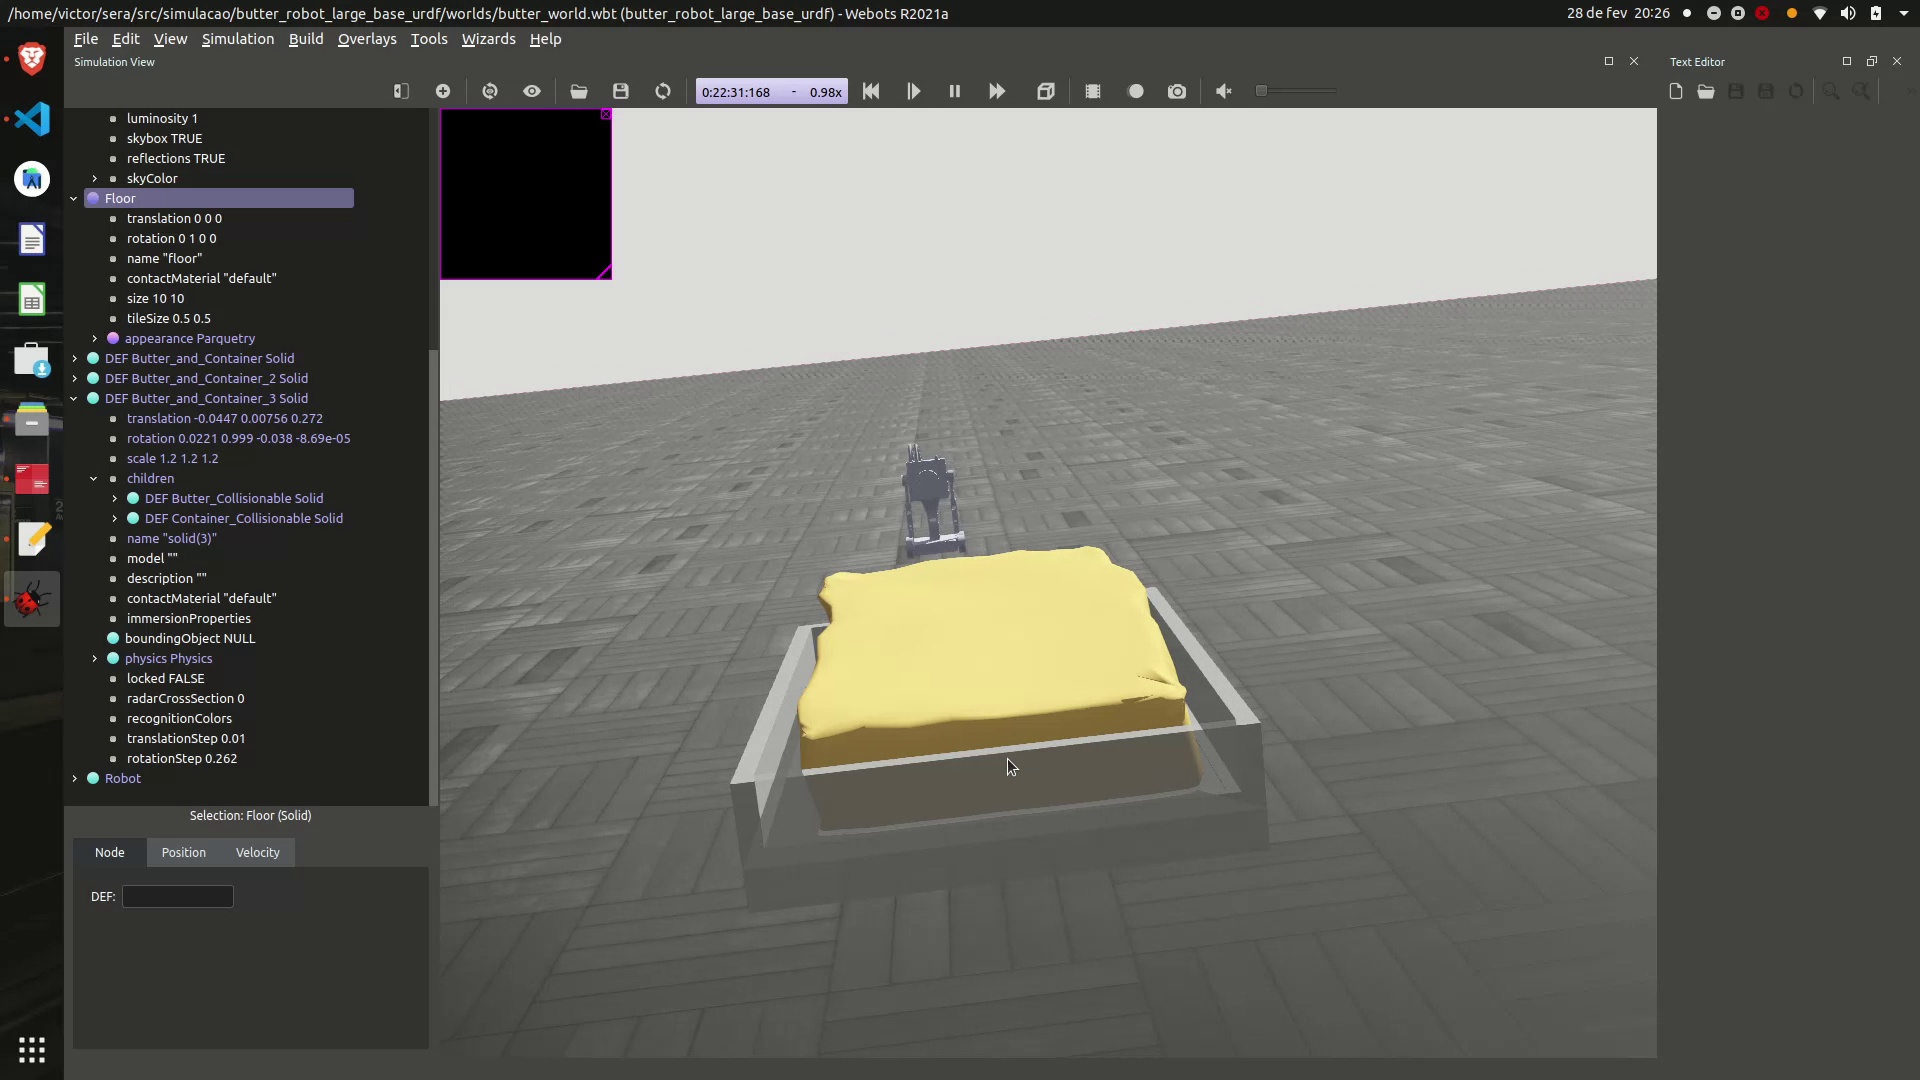 /home/victor/sera/src/simulacao/butter_robot_large_base_urdf/worlds/butter_world.wbt (butter_robot_large_base_urdf) - Webots R2021a
28 de fev 20:26
File Edit View Simulation Build Overlays Tools Wizards Help
Simulation View
Text Editor
0:22:31:168 - 0.98x
luminosity 1
skybox TRUE
reflections TRUE
skyColor
Floor
translation 0 0 0
rotation 0 1 0 0
name "floor"
contactMaterial "default"
size 10 10
tileSize 0.5 0.5
appearance Parquetry
DEF Butter_and_Container Solid
DEF Butter_and_Container_2 Solid
DEF Butter_and_Container_3 Solid
translation -0.0447 0.00756 0.272
rotation 0.0221 0.999 -0.038 -8.69e-05
scale 1.2 1.2 1.2
children
DEF Butter_Collisionable Solid
DEF Container_Collisionable Solid
name "solid(3)"
model ""
description ""
contactMaterial "default"
immersionProperties
boundingObject NULL
physics Physics
locked FALSE
radarCrossSection 0
recognitionColors
translationStep 0.01
rotationStep 0.262
Robot
Selection: Floor (Solid)
Node Position Velocity
DEF: